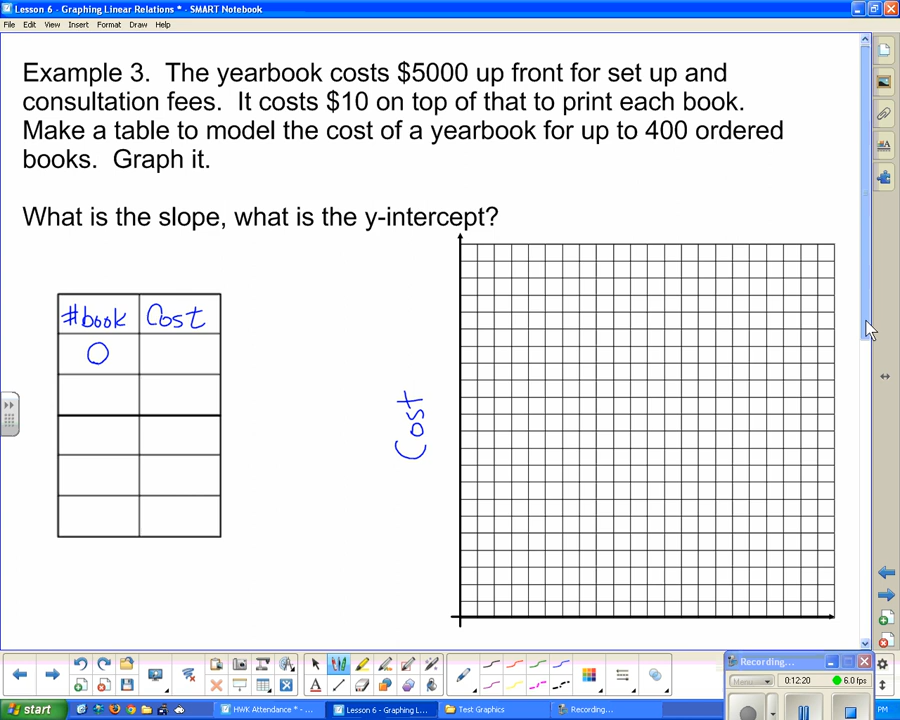 Lesson 6 - Graphing Linear Relations * - SMART Notebook
File Edit View Insert Format Draw Help
Example 3. The yearbook costs $5000 up front for set up and
consultation fees. It costs $10 on top of that to print each book.
Make a table to model the cost of a yearbook for up to 400 ordered
books. Graph it.
What is the slope, what is the y-intercept?
#book Cost
0
Cost
Recording...
Menu... 0:12:20 6.0 fps
start HWK Attendance * - ... Lesson 6 - Graphing L... Test Graphics Recording... PM